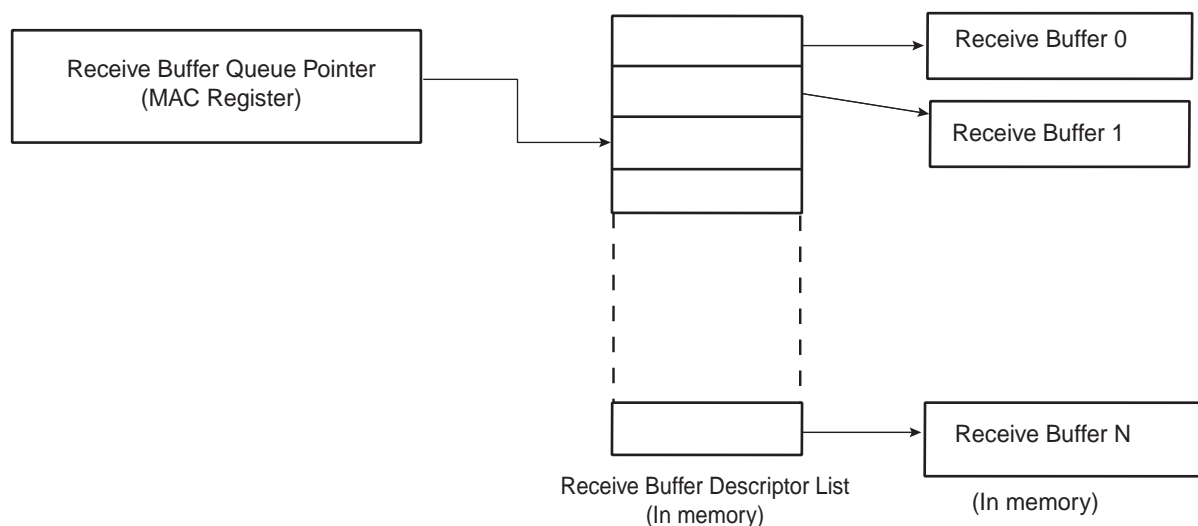 Receive Buffer Queue Pointer
(MAC Register)
Receive Buffer 0
Receive Buffer 1
Receive Buffer N
Receive Buffer Descriptor List
(In memory)
(In memory)